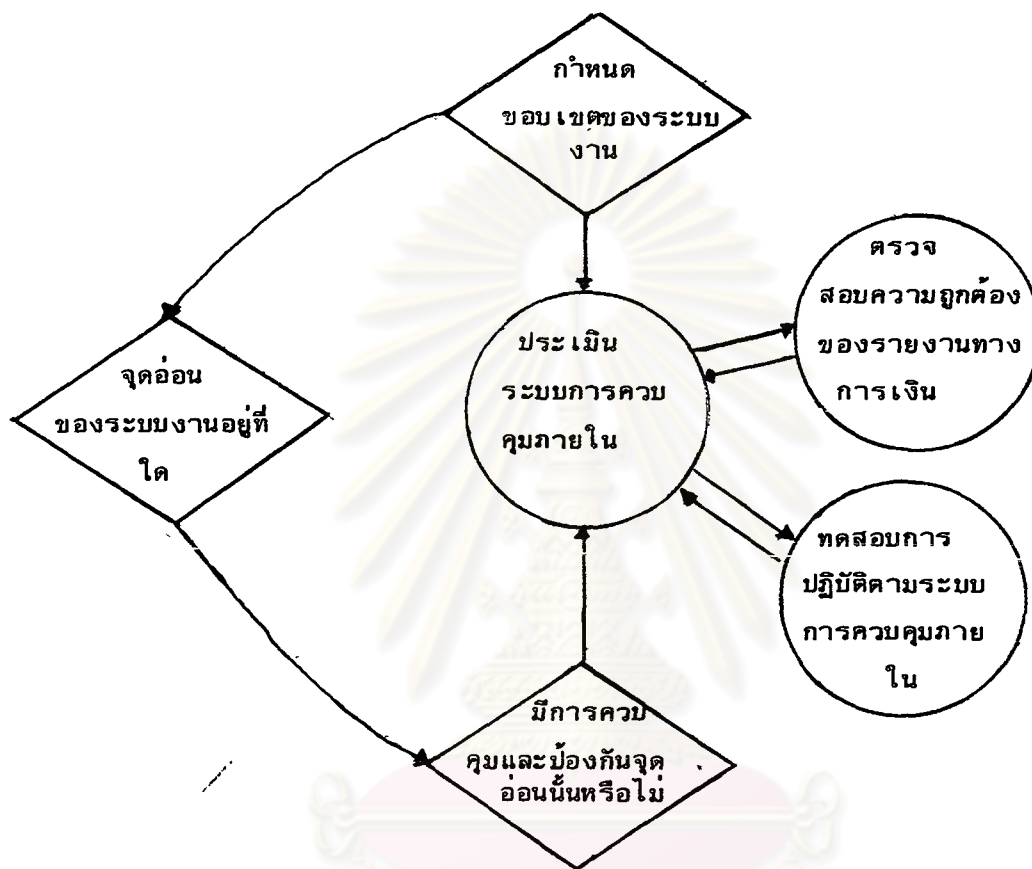 กำหนด
ขอบเขตของระบบ
งาน
ตรวจ
สอบความถูกต้อง
ของรายงานทาง
การเงิน
ประเมิน
ระบบการควบ
คุมภายใน
จุดอ่อน
ของระบบงานอยู่ที่
ใด
ทดสอบการ
ปฏิบัติตามระบบ
การควบคุมภาย
ใน
มีการควบ
คุมและป้องกันจุด
อ่อนนั้นหรือไม่